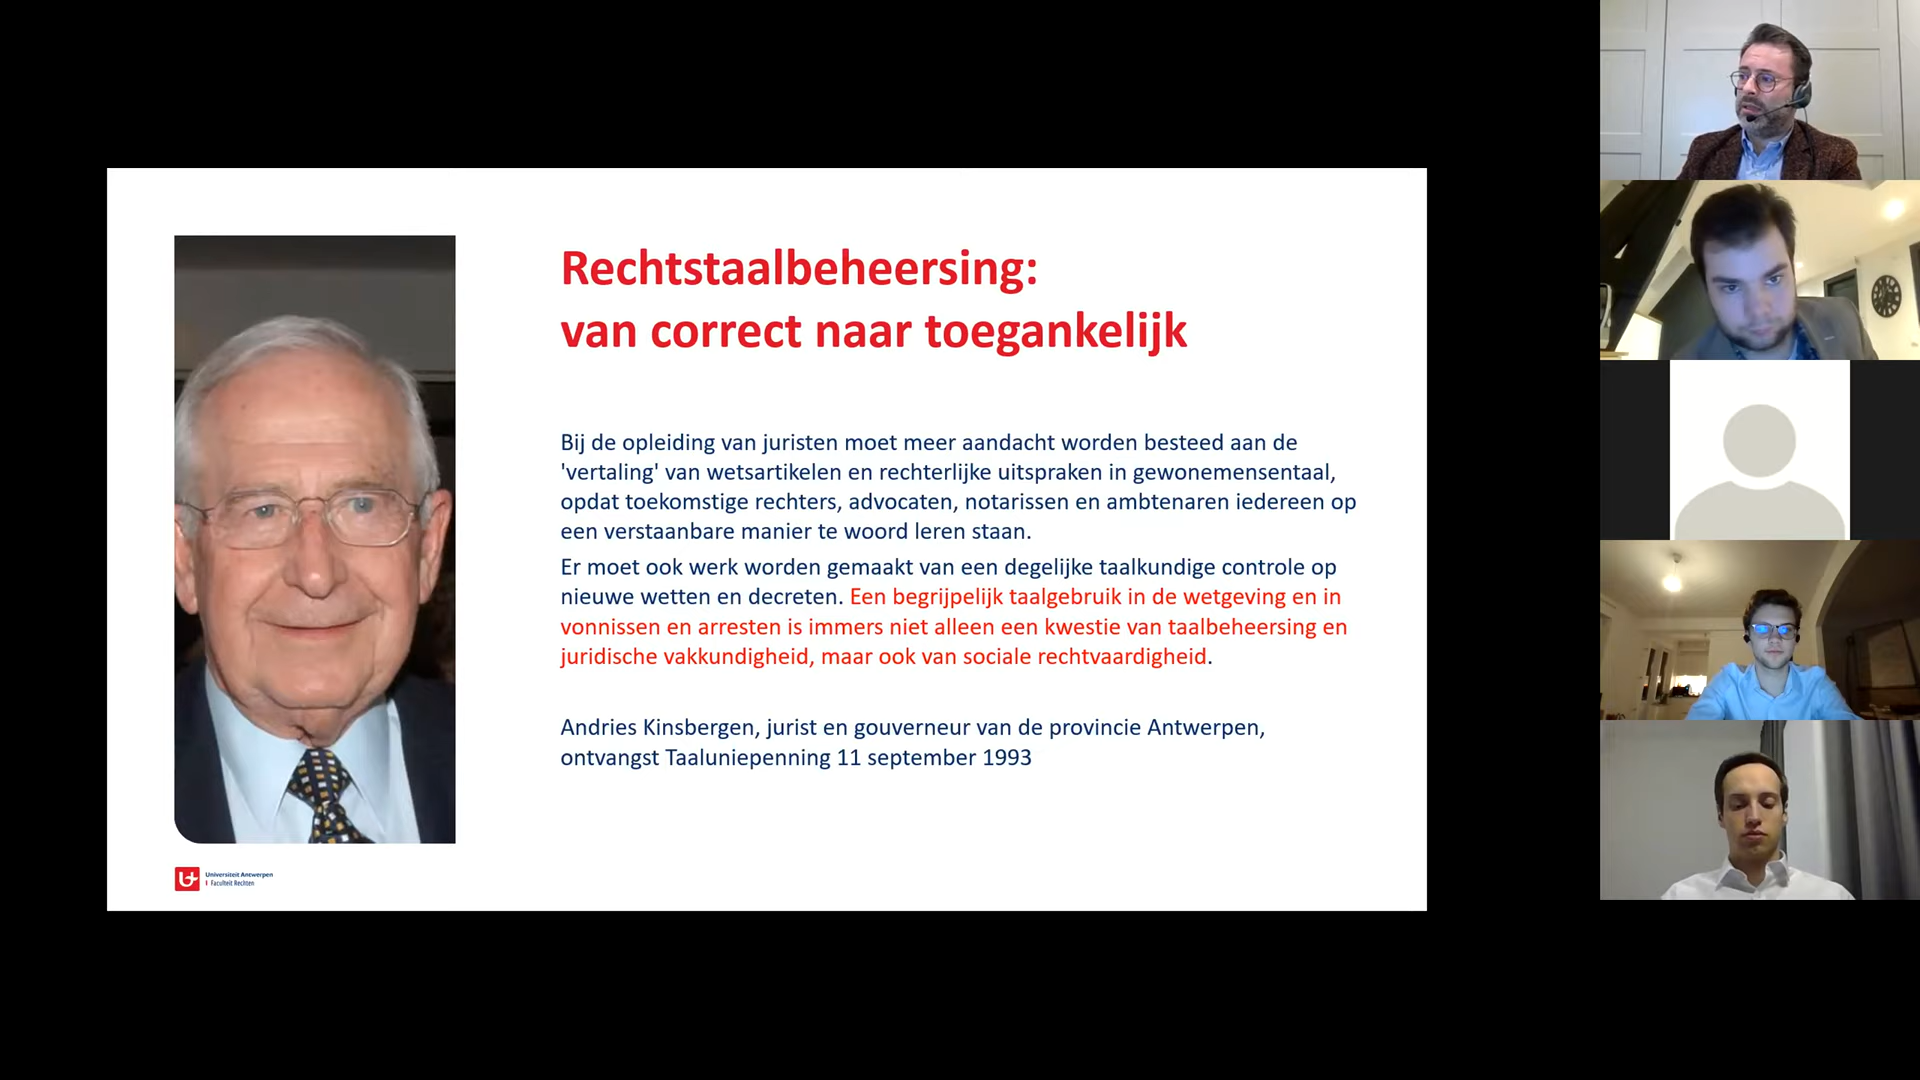 Rechtstaalbeheersing:
van correct naar toegankelijk
Bij de opleiding van juristen moet meer aandacht worden besteed aan de
'vertaling' van wetsartikelen en rechterlijke uitspraken in gewonemensentaal,
opdat toekomstige rechters, advocaten, notarissen en ambtenaren iedereen op
een verstaanbare manier te woord leren staan.
Er moet ook werk worden gemaakt van een degelijke taalkundige controle op
nieuwe wetten en decreten. Een begrijpelijk taalgebruik in de wetgeving en in
vonnissen en arresten is immers niet alleen een kwestie van taalbeheersing en
juridische vakkundigheid, maar ook van sociale rechtvaardigheid.
Andries Kinsbergen, jurist en gouverneur van de provincie Antwerpen,
ontvangst Taaluniepenning 11 september 1993
Universiteit Antwerpen
| Faculteit Rechten